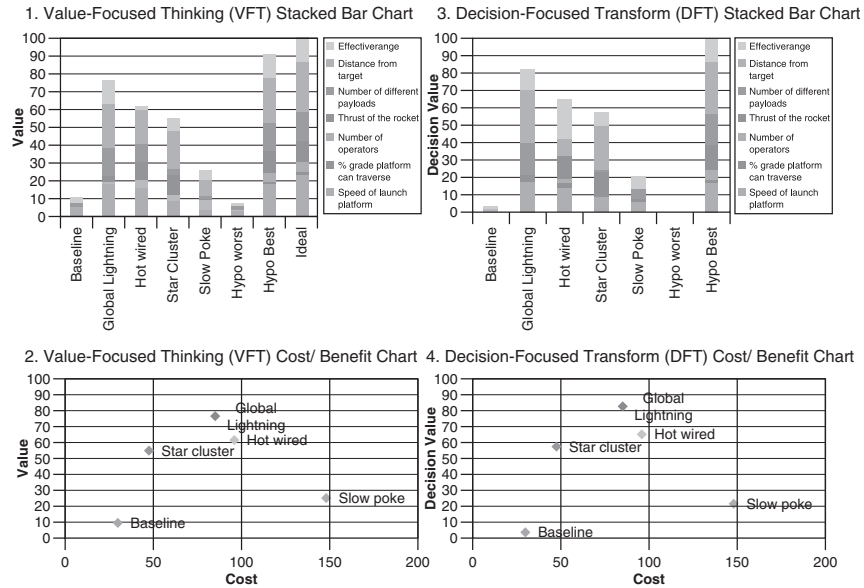 1. Value-Focused Thinking (VFT) Stacked Bar Chart
Value
100
90
80
70
60
50
40
30
20
10
0
Baseline
Global Lightning
Hot wired
Star Cluster
Slow Poke
Hypo worst
Hypo Best
Ideal
Effectiverange
Distance from
target
Number of different
payloads
Thrust of the rocket
Number of
operators
% grade platform
can traverse
Speed of launch
platform
3. Decision-Focused Transform (DFT) Stacked Bar Chart
Decision Value
100
90
80
70
60
50
40
30
20
10
0
Baseline
Global Lightning
Hot wired
Star Cluster
Slow Poke
Hypo worst
Hypo Best
Effectiverange
Distance from
target
Number of different
payloads
Thrust of the rocket
Number of
operators
% grade platform
can traverse
Speed of launch
platform
2. Value-Focused Thinking (VFT) Cost/ Benefit Chart
Value
100
90
80
70
60
50
40
30
20
10
0
Global
Lightning
Hot wired
Star cluster
Slow poke
Baseline
0 50 100 150 200
Cost
4. Decision-Focused Transform (DFT) Cost/ Benefit Chart
Decision Value
100
90
80
70
60
50
40
30
20
10
0
Global
Lightning
Hot wired
Star cluster
Slow poke
Baseline
0 50 100 150 200
Cost